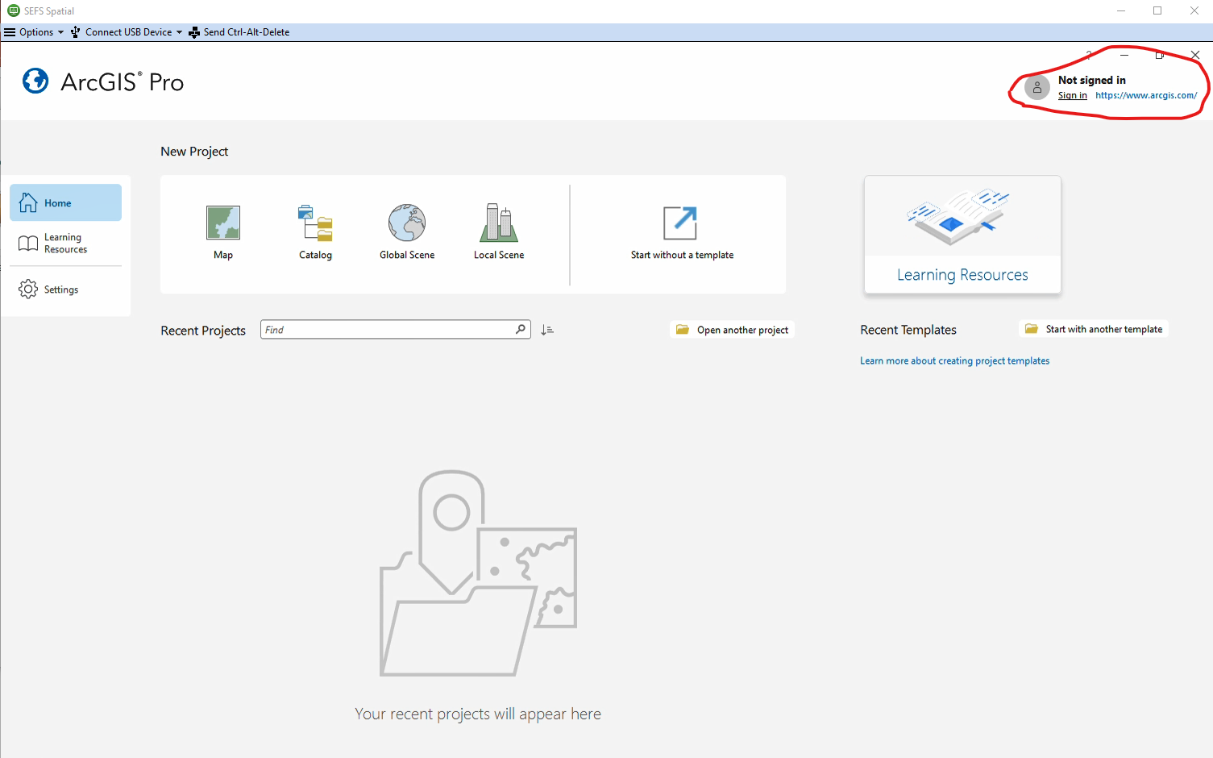 SEFS Spatial
Options Connect USB Device Send Ctrl-Alt-Delete
ArcGIS® Pro
?
Not signed in
Sign in https://www.arcgis.com/
New Project
Home
Learning
Resources
Settings
Map
Catalog
Global Scene
Local Scene
Start without a template
Learning Resources
Recent Projects
Find
Open another project
Recent Templates
Start with another template
Learn more about creating project templates
Your recent projects will appear here